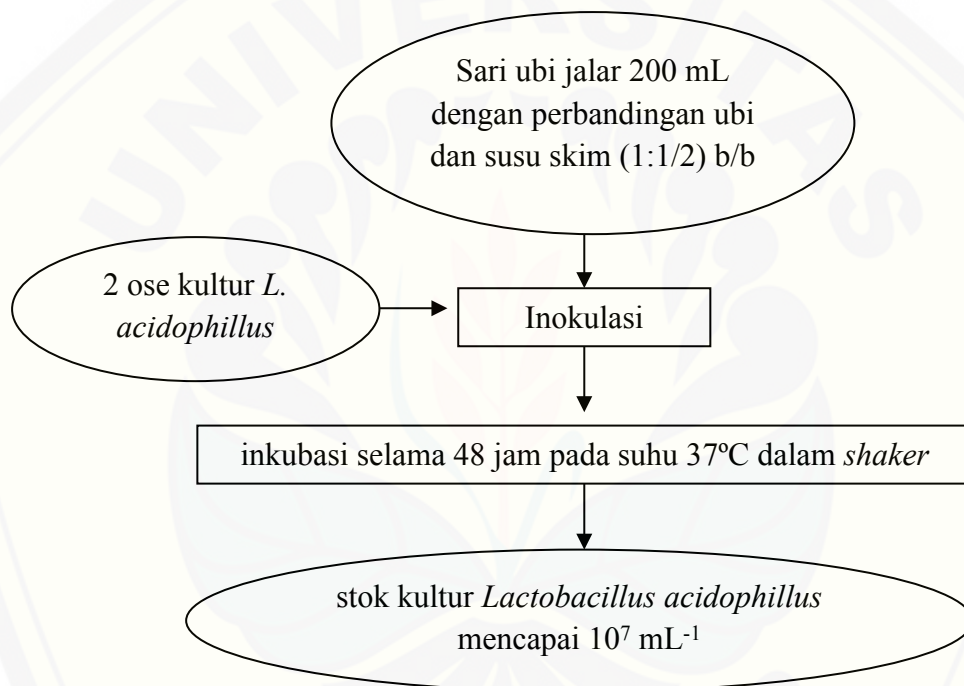 UNIVERSITAS
Sari ubi jalar 200 mL
dengan perbandingan ubi
dan susu skim (1:1/2) b/b
2 ose kultur L.
acidophillus
Inokulasi
inkubasi selama 48 jam pada suhu 37ºC dalam shaker
stok kultur Lactobacillus acidophillus
mencapai 10⁷ mL⁻¹